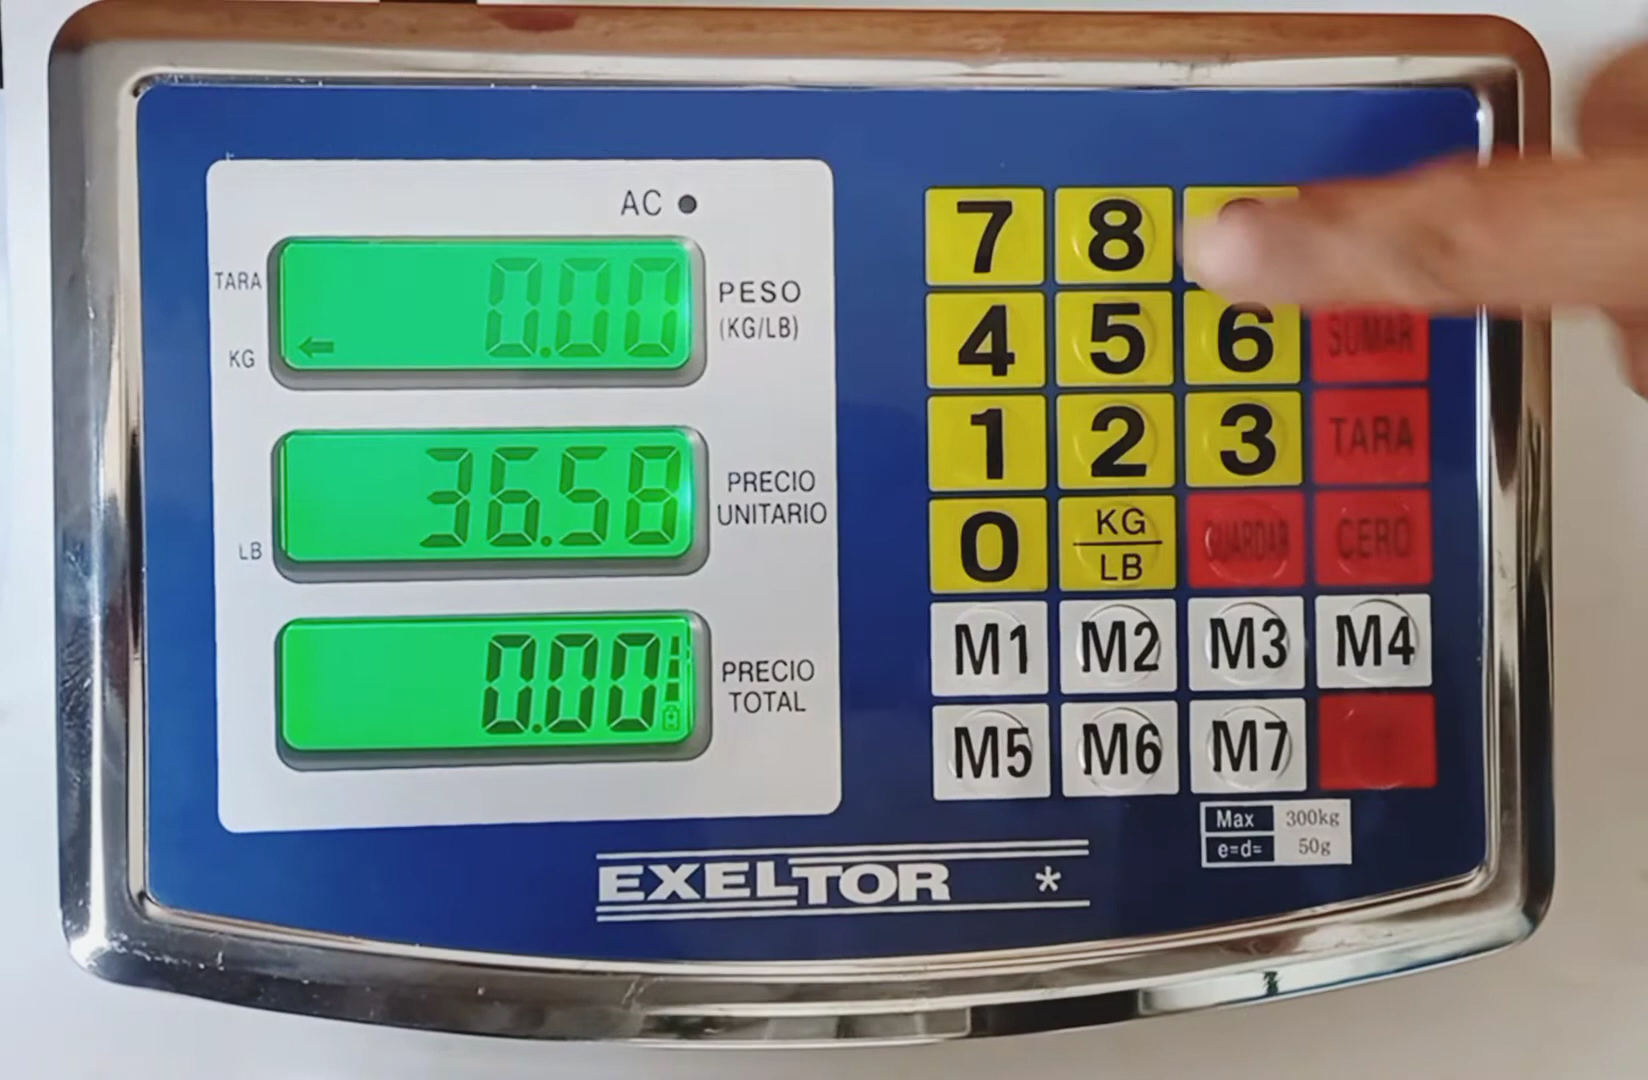 AC
TARA
KG
0.00
PESO
(KG/LB)
36.58
PRECIO
UNITARIO
LB
0.00
PRECIO
TOTAL
7 8
4 5 6 SUMAR
1 2 3 TARA
0 KG
LB
GUARDAR CERO
M1 M2 M3 M4
M5 M6 M7
Max 300kg
e=d= 50g
EXELTOR *